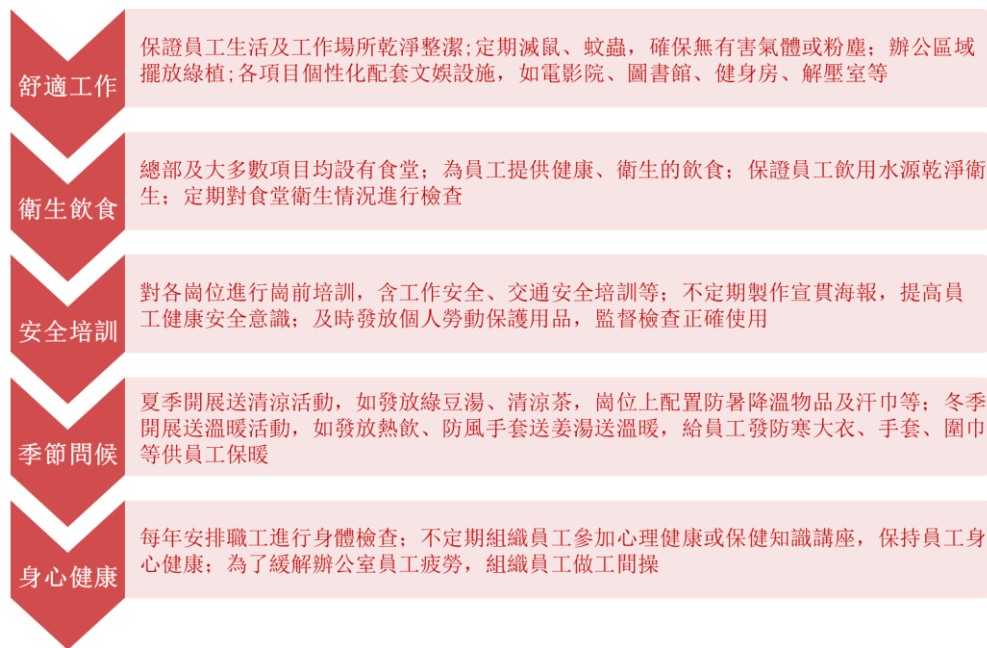 舒適工作
保證員工生活及工作場所乾淨整潔;定期滅鼠、蚊蟲，確保無有害氣體或粉塵；辦公區域
擺放綠植;各項目個性化配套文娛設施，如電影院、圖書館、健身房、解壓室等
衛生飲食
總部及大多數項目均設有食堂；為員工提供健康、衛生的飲食；保證員工飲用水源乾淨衛
生；定期對食堂衛生情況進行檢查
安全培訓
對各崗位進行崗前培訓，含工作安全、交通安全培訓等；不定期製作宣貫海報，提高員
工健康安全意識；及時發放個人勞動保護用品，監督檢查正確使用
季節問候
夏季開展送清涼活動，如發放綠豆湯、清涼茶，崗位上配置防暑降溫物品及汗巾等；冬季
開展送溫暖活動，如發放熱飲、防風手套送姜湯送溫暖，給員工發防寒大衣、手套、圍巾
等供員工保暖
身心健康
每年安排職工進行身體檢查；不定期組織員工參加心理健康或保健知識講座，保持員工身
心健康；為了緩解辦公室員工疲勞，組織員工做工間操